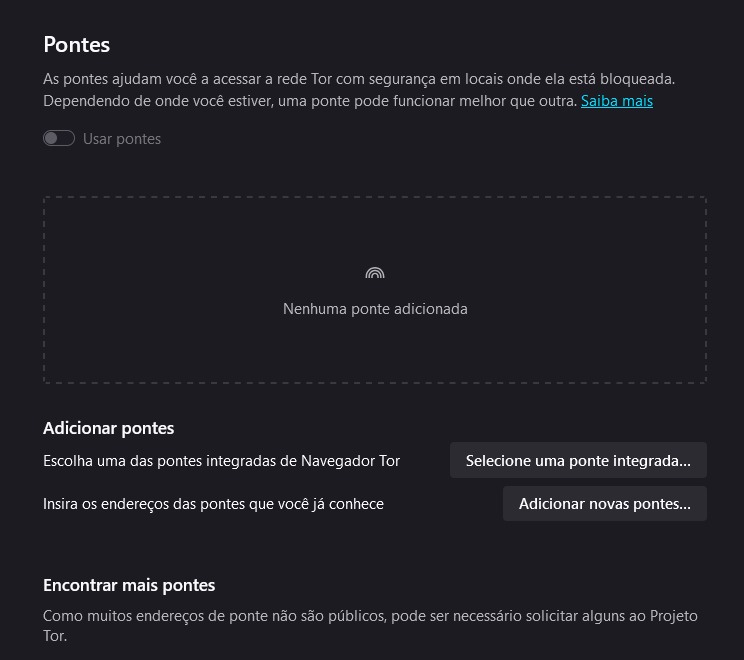 Pontes
As pontes ajudam você a acessar a rede Tor com segurança em locais onde ela está bloqueada.
Dependendo de onde você estiver, uma ponte pode funcionar melhor que outra. Saiba mais
Usar pontes
Nenhuma ponte adicionada
Adicionar pontes
Escolha uma das pontes integradas de Navegador Tor
Selecione uma ponte integrada...
Insira os endereços das pontes que você já conhece
Adicionar novas pontes...
Encontrar mais pontes
Como muitos endereços de ponte não são públicos, pode ser necessário solicitar alguns ao Projeto
Tor.